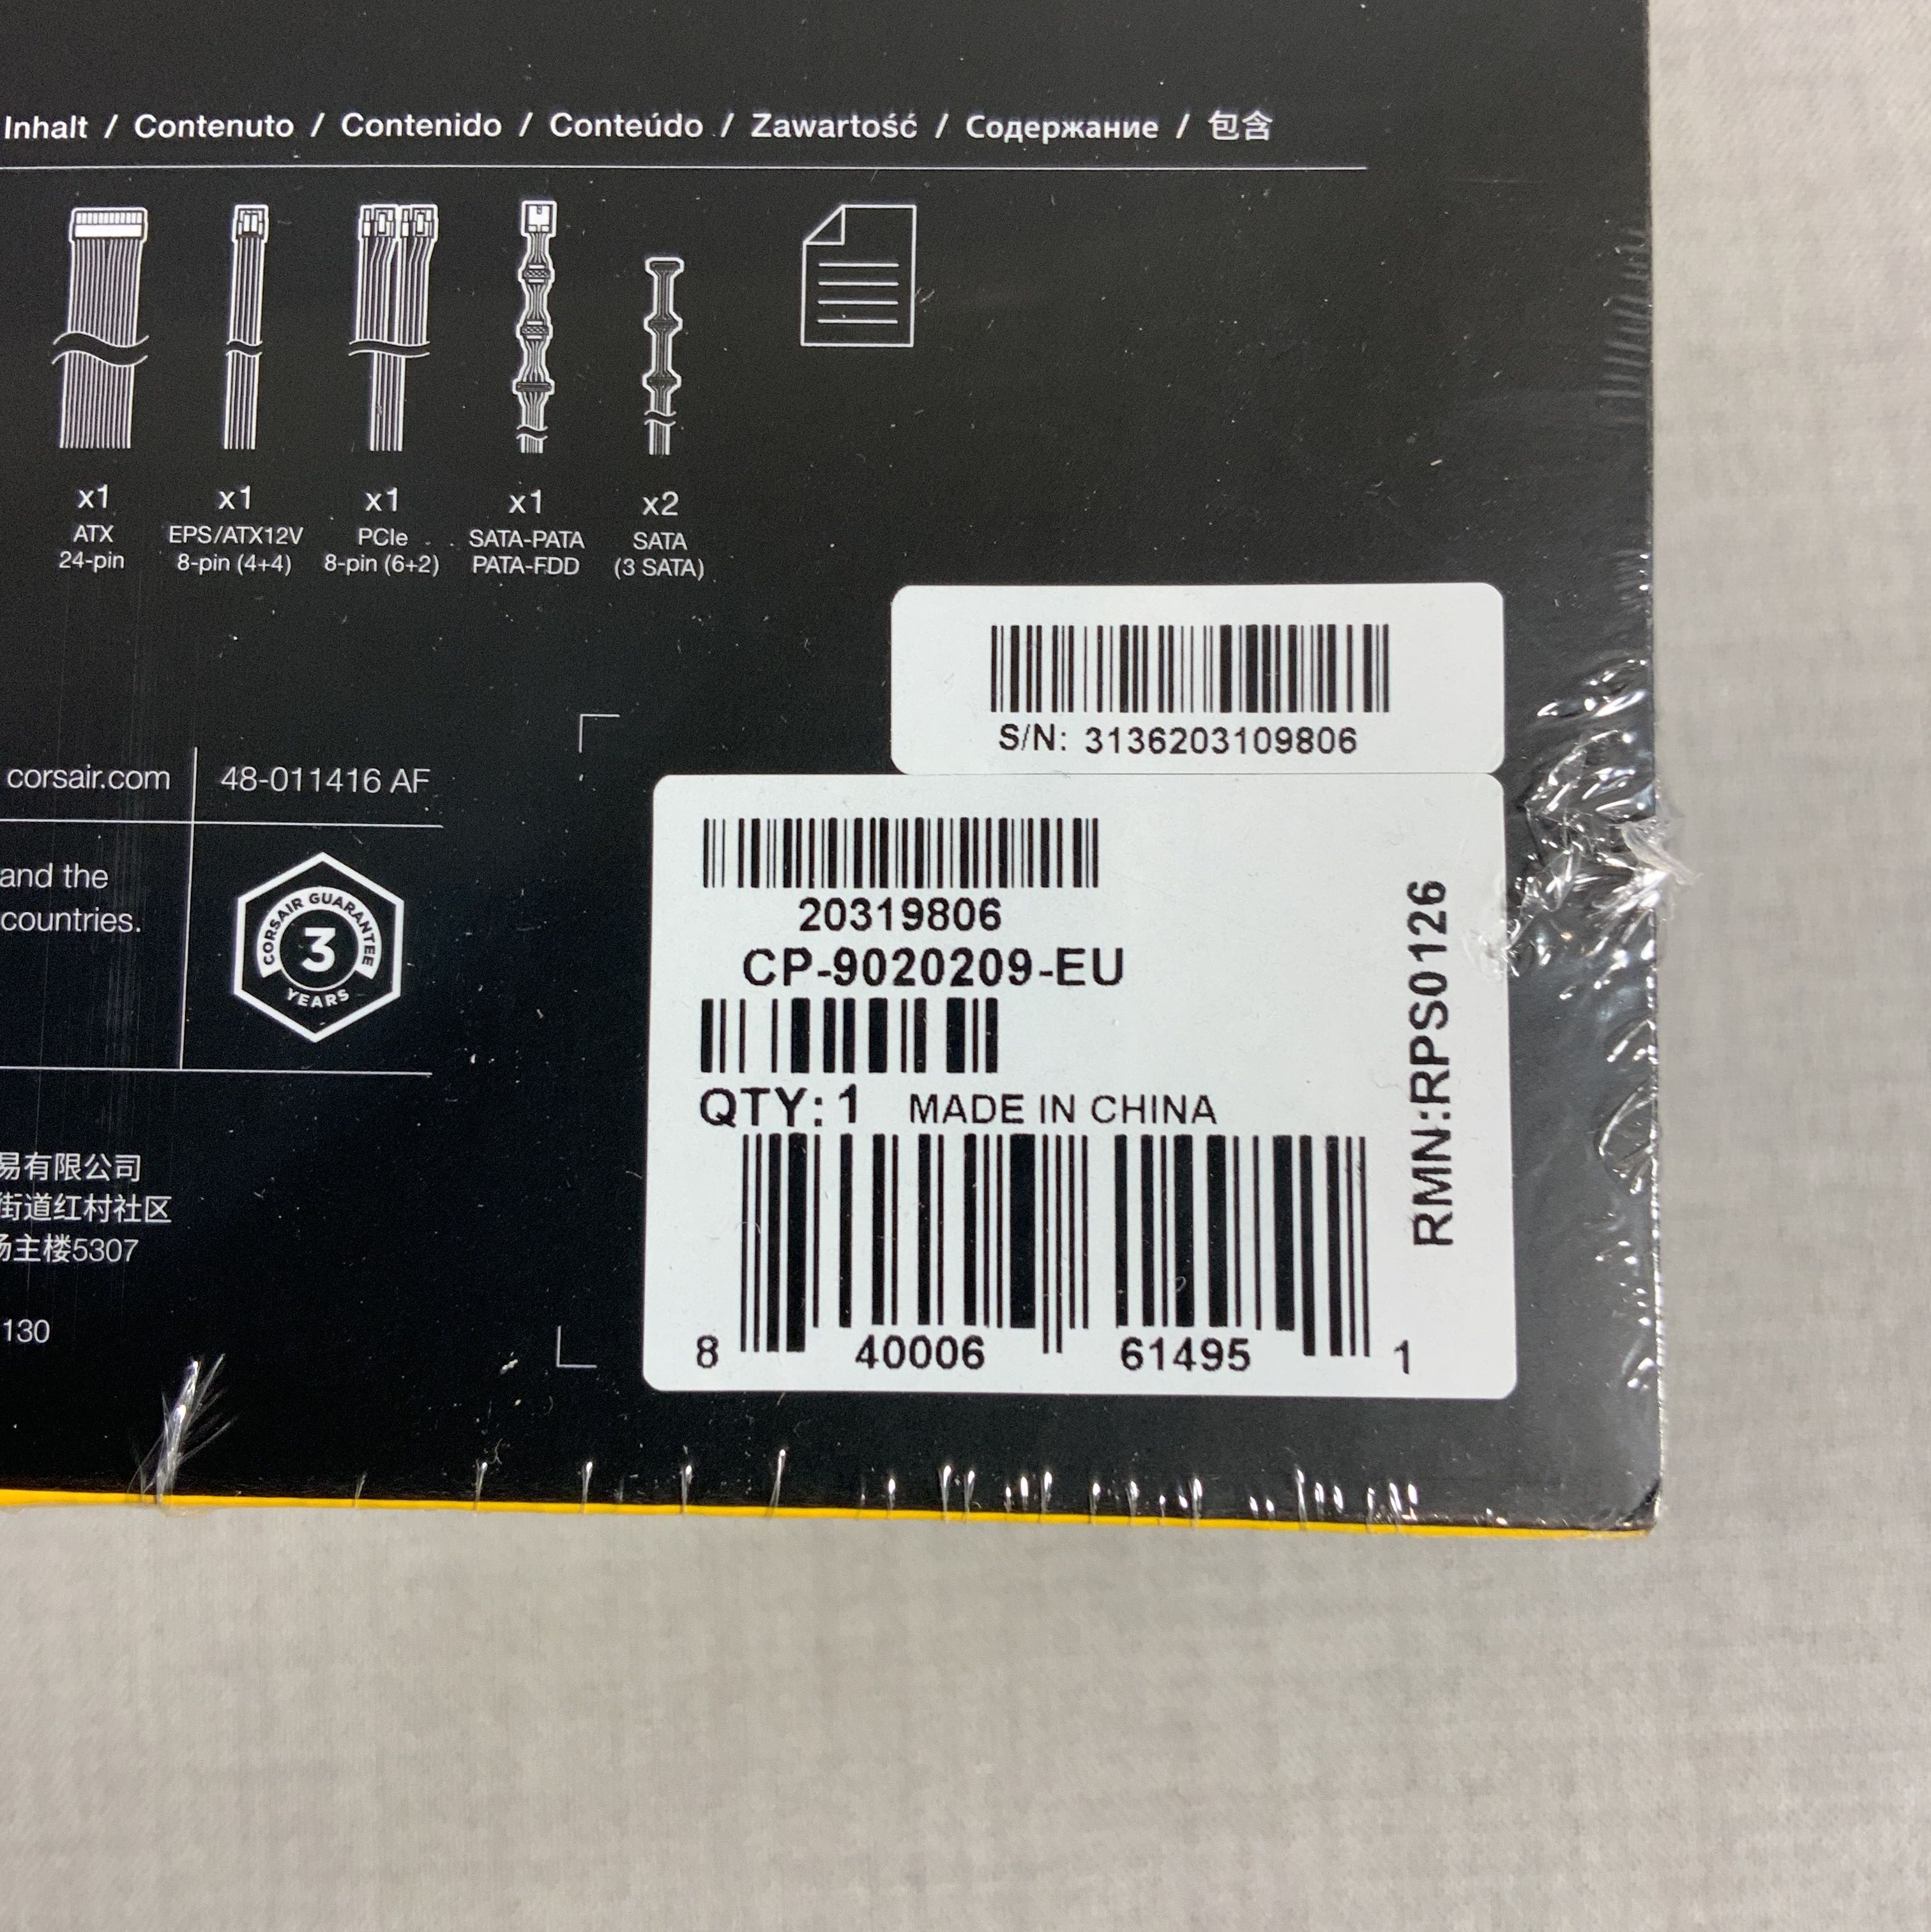 Inhalt / Contenuto / Contenido / Conteúdo / Zawartość / Содержание / 包含
x1
ATX
24-pin
x1
EPS/ATX12V
8-pin (4+4)
x1
PCIe
8-pin (6+2)
x1
SATA-PATA
PATA-FDD
x2
SATA
(3 SATA)
S/N: 3136203109806
corsair.com
48-011416 AF
and the
countries.
CORSAIR GUARANTEE
3
YEARS
20319806
CP-9020209-EU
QTY: 1 MADE IN CHINA
8 40006 61495 1
RMN:RPS0126
易有限公司
街道红村社区
主楼5307
130